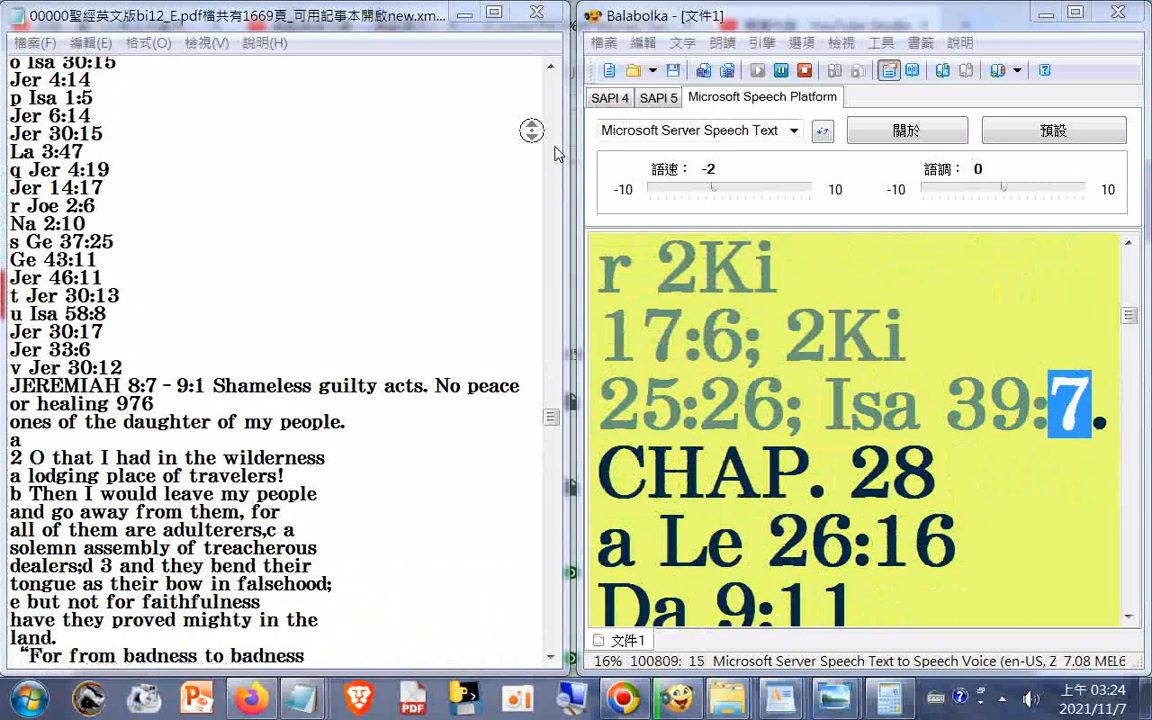 00000聖經英文版bi12_E.pdf檔共有1669頁_可用記事本開啟new.xm...
檔案(F) 編輯(E) 格式(O) 檢視(V) 說明(H)
o Isa 30:15
Jer 4:14
p Isa 1:5
Jer 6:14
Jer 30:15
La 3:47
q Jer 4:19
Jer 14:17
r Joe 2:6
Na 2:10
s Ge 37:25
Ge 43:11
Jer 46:11
t Jer 30:13
u Isa 58:8
Jer 30:17
Jer 33:6
v Jer 30:12
JEREMIAH 8:7 – 9:1 Shameless guilty acts. No peace
or healing 976
ones of the daughter of my people.
a
2 O that I had in the wilderness
a lodging place of travelers!
b Then I would leave my people
and go away from them, for
all of them are adulterers,c a
solemn assembly of treacherous
dealers;d 3 and they bend their
tongue as their bow in falsehood;
e but not for faithfulness
have they proved mighty in the
land.
“For from badness to badness
Balabolka - [文件1]
檔案 編輯 文字 朗讀 引擎 選項 檢視 工具 書籤 說明
SAPI 4 SAPI 5 Microsoft Speech Platform
Microsoft Server Speech Text 關於 預設
語速： -2 語調： 0
-10 10 -10 10
r 2Ki
17:6; 2Ki
25:26; Isa 39:7.
CHAP. 28
a Le 26:16
Da 9:11
文件1
16% 100809: 15 Microsoft Server Speech Text to Speech Voice (en-US, Z 7.08 МЕ́6
上午 03:24
2021/11/7